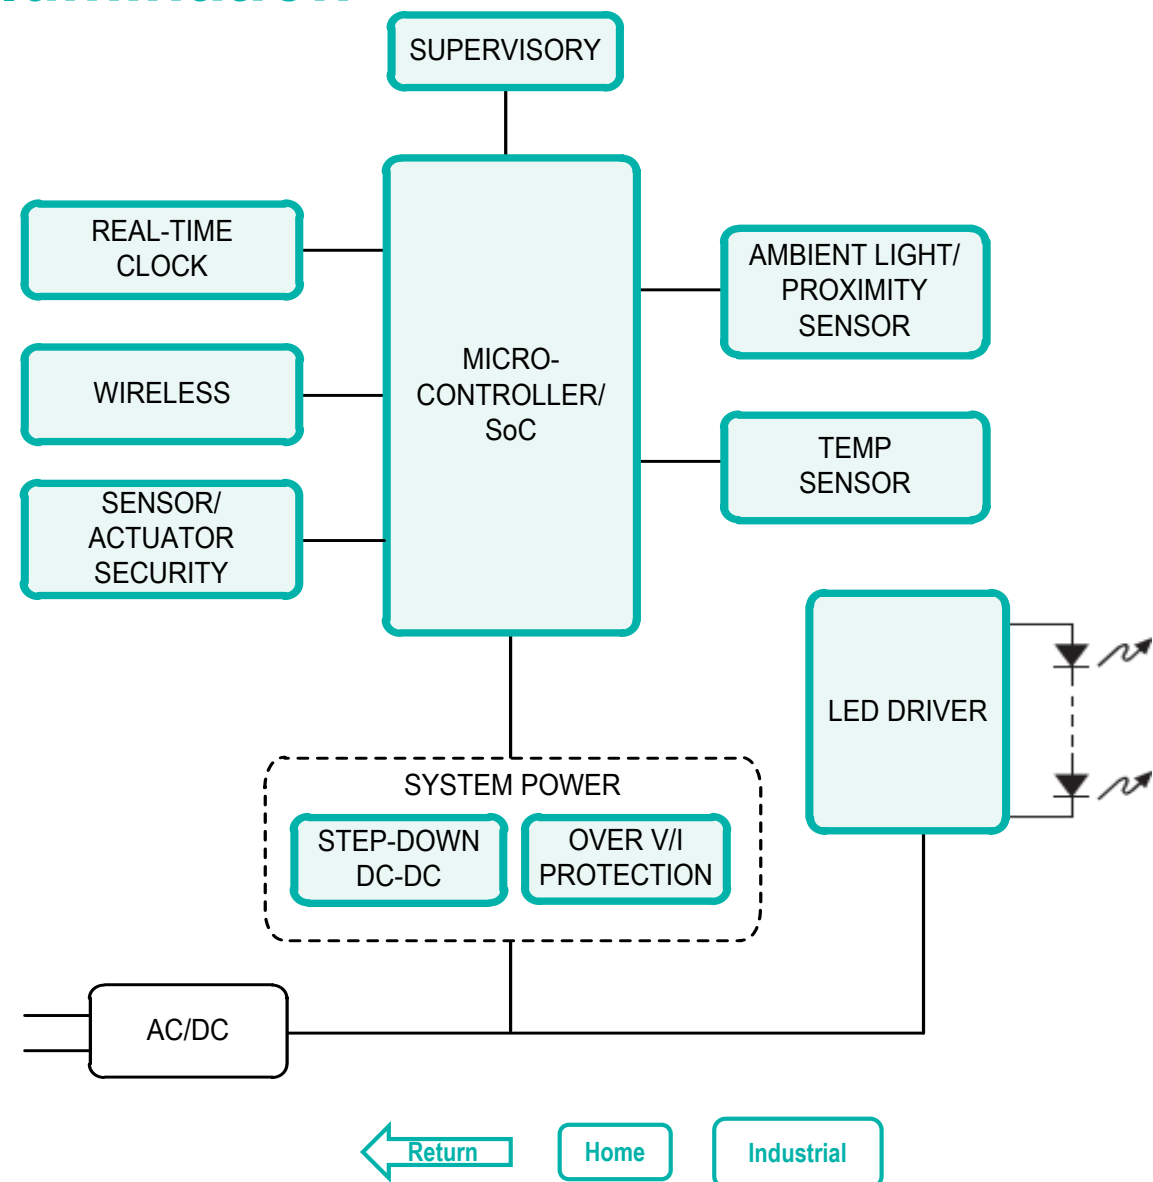 SUPERVISORY
REAL-TIME
CLOCK
WIRELESS
SENSOR/
ACTUATOR
SECURITY
MICRO-
CONTROLLER/
SoC
AMBIENT LIGHT/
PROXIMITY
SENSOR
TEMP
SENSOR
LED DRIVER
SYSTEM POWER
STEP-DOWN
DC-DC
OVER V/I
PROTECTION
AC/DC
Return
Home
Industrial